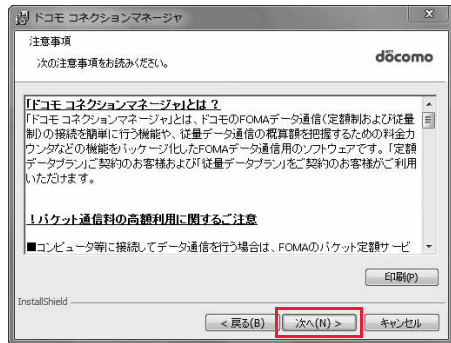 ドコモ コネクションマネージャ
注意事項
次の注意事項をお読みください。
döcomo
「ドコモ コネクションマネージャ」とは？
「ドコモ コネクションマネージャ」とは、ドコモのFOMAデータ通信(定額制および従量
制)の接続を簡単に行う機能や、従量データ通信の概算額を把握するための料金カ
ウンタなどの機能をパッケージ化したFOMAデータ通信用のソフトウェアです。「定額
データプラン」ご契約のお客様および「従量データプラン」をご契約のお客様がご利用
いただけます。
！パケット通信料の高額利用に関するご注意
■コンピュータ等に接続してデータ通信を行う場合は、FOMAのパケット定額サービ
印刷(P)
InstallShield
< 戻る(B)
次へ(N) >
キャンセル